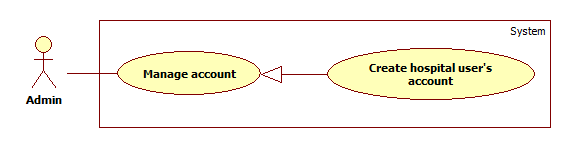 System
Manage account
Create hospital user's
account
Admin